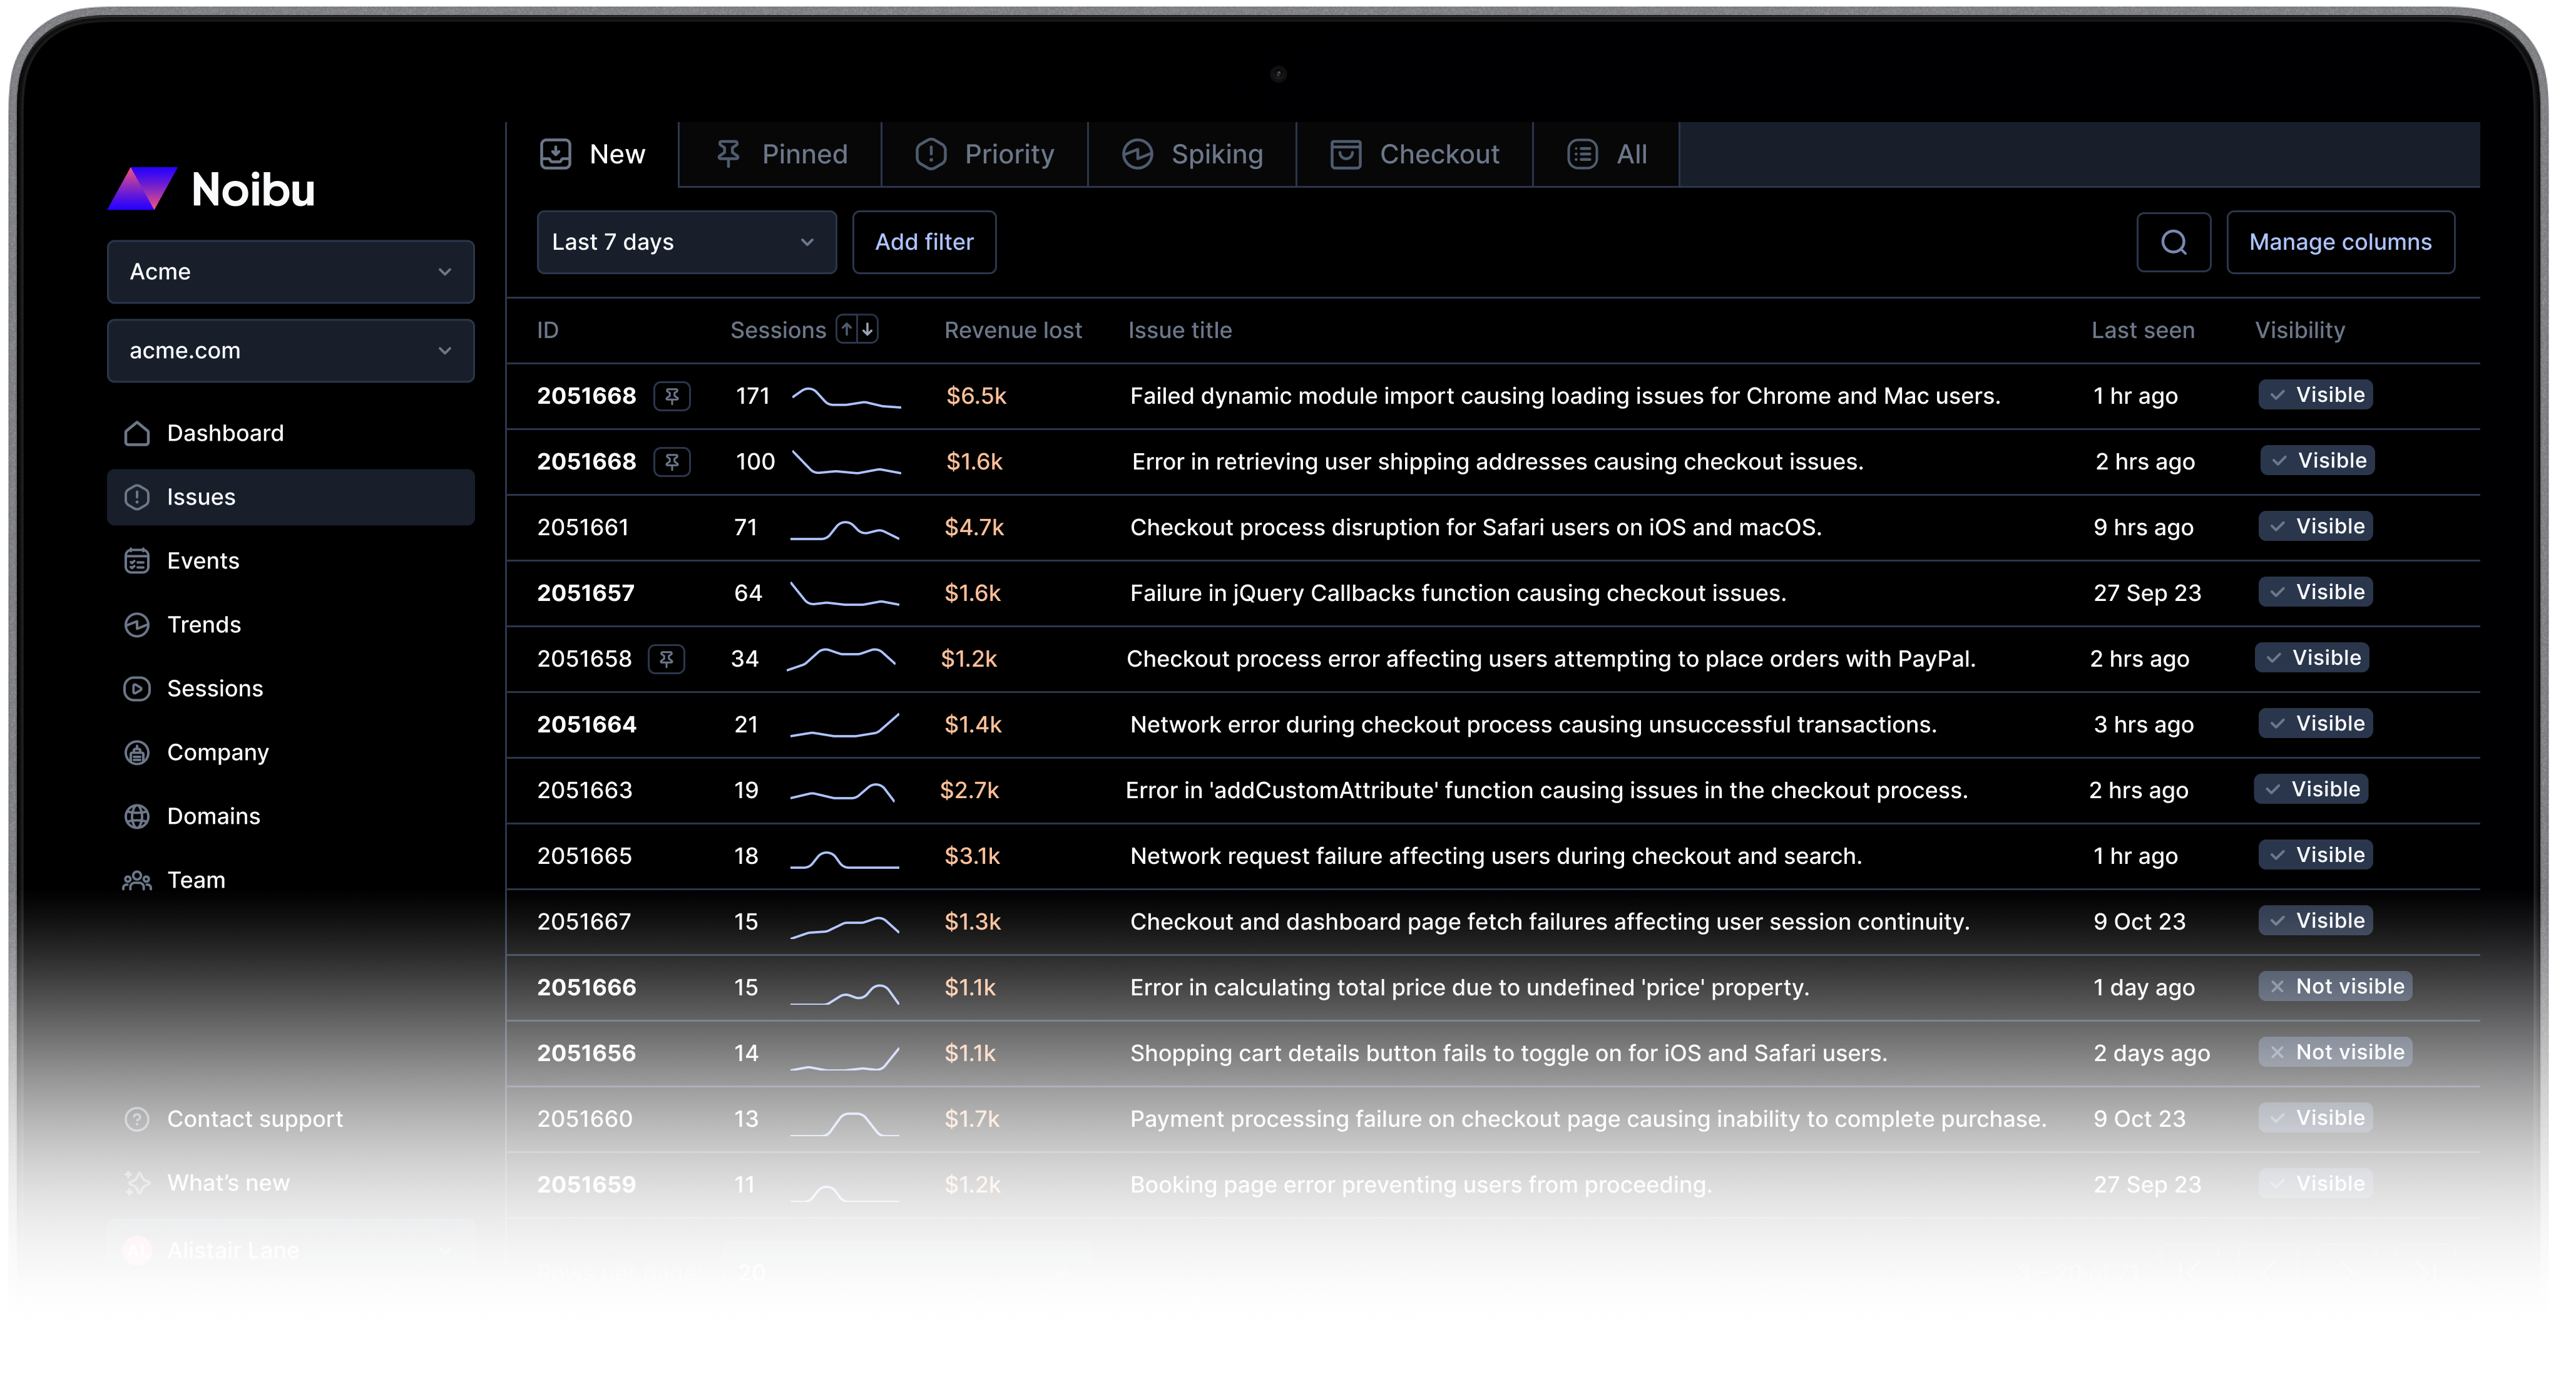 Noibu
Acme
acme.com
Dashboard
Issues
Events
Trends
Sessions
Company
Domains
Team
Contact support
What's new
Alistair Lane
New Pinned Priority Spiking Checkout All
Last 7 days Add filter Manage columns
ID Sessions Revenue lost Issue title Last seen Visibility
2051668 171 $6.5k Failed dynamic module import causing loading issues for Chrome and Mac users. 1 hr ago Visible
2051668 100 $1.6k Error in retrieving user shipping addresses causing checkout issues. 2 hrs ago Visible
2051661 71 $4.7k Checkout process disruption for Safari users on iOS and macOS. 9 hrs ago Visible
2051657 64 $1.6k Failure in jQuery Callbacks function causing checkout issues. 27 Sep 23 Visible
2051658 34 $1.2k Checkout process error affecting users attempting to place orders with PayPal. 2 hrs ago Visible
2051664 21 $1.4k Network error during checkout process causing unsuccessful transactions. 3 hrs ago Visible
2051663 19 $2.7k Error in 'addCustomAttribute' function causing issues in the checkout process. 2 hrs ago Visible
2051665 18 $3.1k Network request failure affecting users during checkout and search. 1 hr ago Visible
2051667 15 $1.3k Checkout and dashboard page fetch failures affecting user session continuity. 9 Oct 23 Visible
2051666 15 $1.1k Error in calculating total price due to undefined 'price' property. 1 day ago Not visible
2051656 14 $1.1k Shopping cart details button fails to toggle on for iOS and Safari users. 2 days ago Not visible
2051660 13 $1.7k Payment processing failure on checkout page causing inability to complete purchase. 9 Oct 23 Visible
2051659 11 $1.2k Booking page error preventing users from proceeding. 27 Sep 23 Visible
20